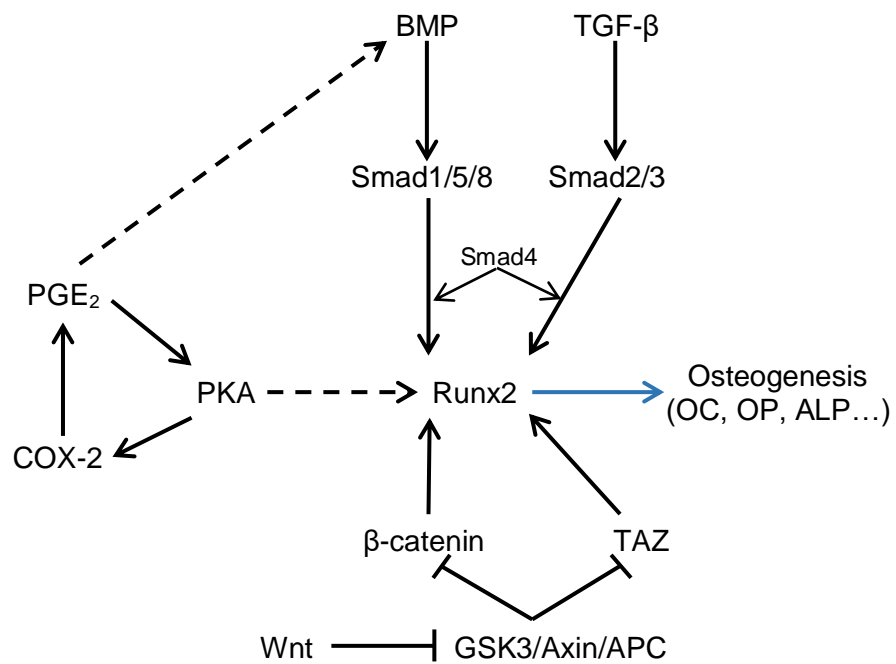 BMP
TGF-β
Smad1/5/8
Smad2/3
Smad4
PGE₂
PKA
Runx2
Osteogenesis
(OC, OP, ALP…)
COX-2
β-catenin
TAZ
Wnt
GSK3/Axin/APC